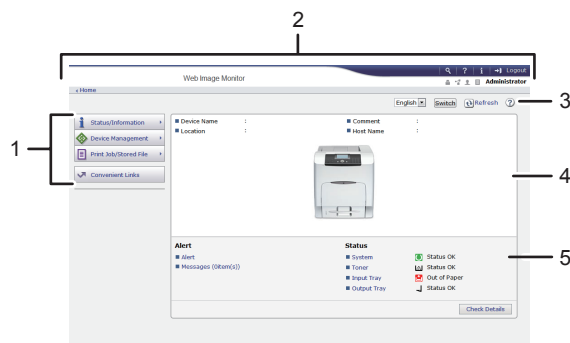 2
Logout
Web Image Monitor
Administrator
Home
English Switch Refresh ?
3
1
Status/Information
Device Management
Print Job/Stored File
Convenient Links
Device Name :
Comment :
Location :
Host Name :
4
Alert
Alert
Messages (0item(s))
Status
System Status OK
Toner Status OK
Input Tray Out of Paper
Output Tray Status OK
5
Check Details